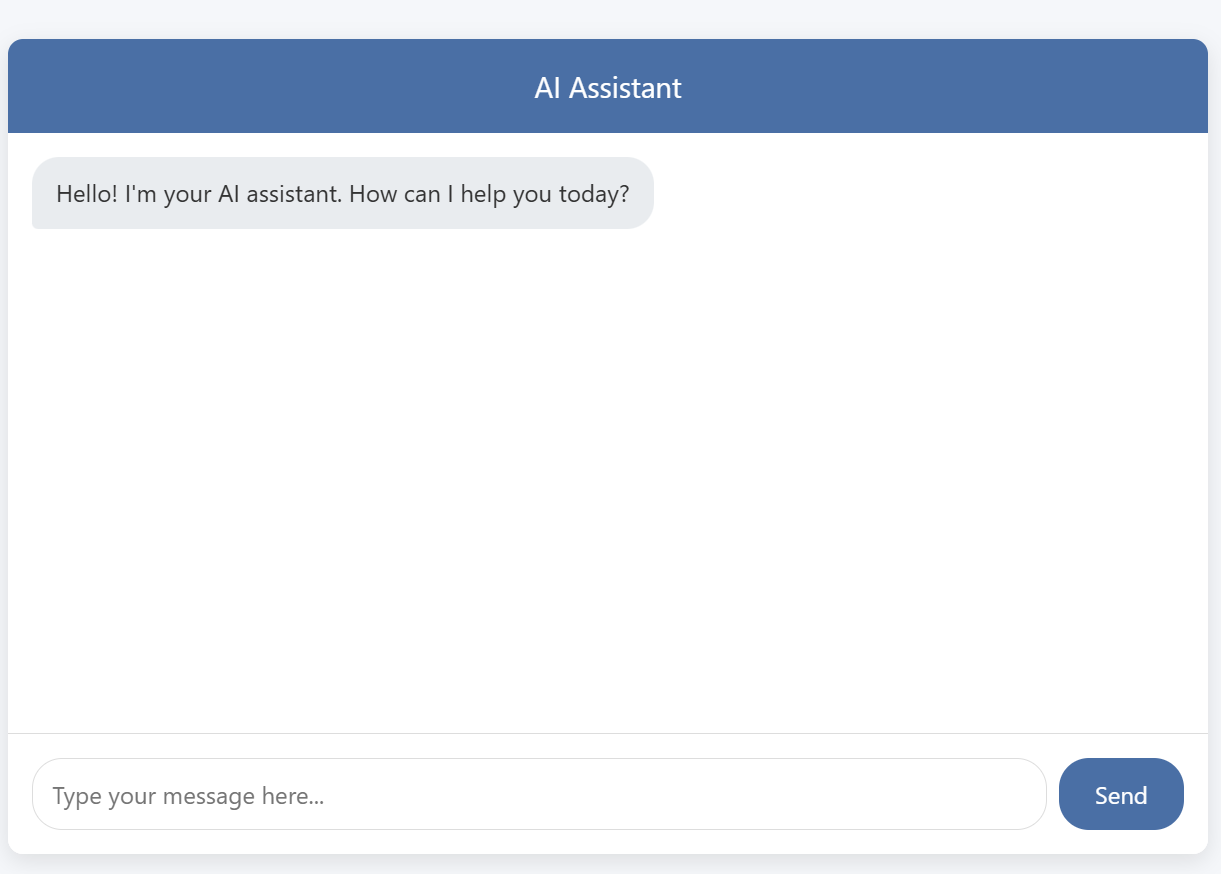 AI Assistant
Hello! I'm your AI assistant. How can I help you today?
Type your message here...
Send